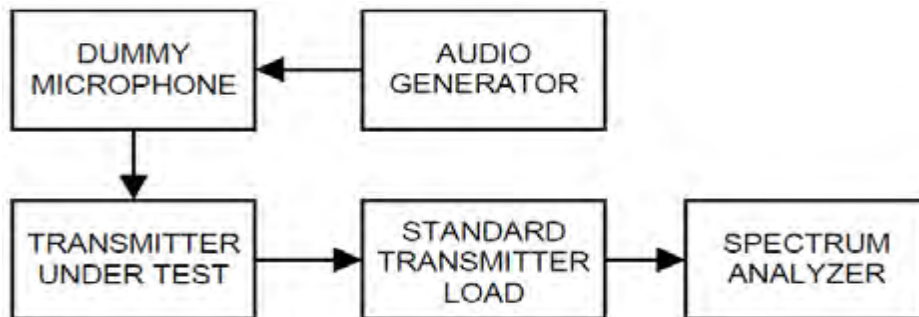 DUMMY
MICROPHONE
AUDIO
GENERATOR
TRANSMITTER
UNDER TEST
STANDARD
TRANSMITTER
LOAD
SPECTRUM
ANALYZER